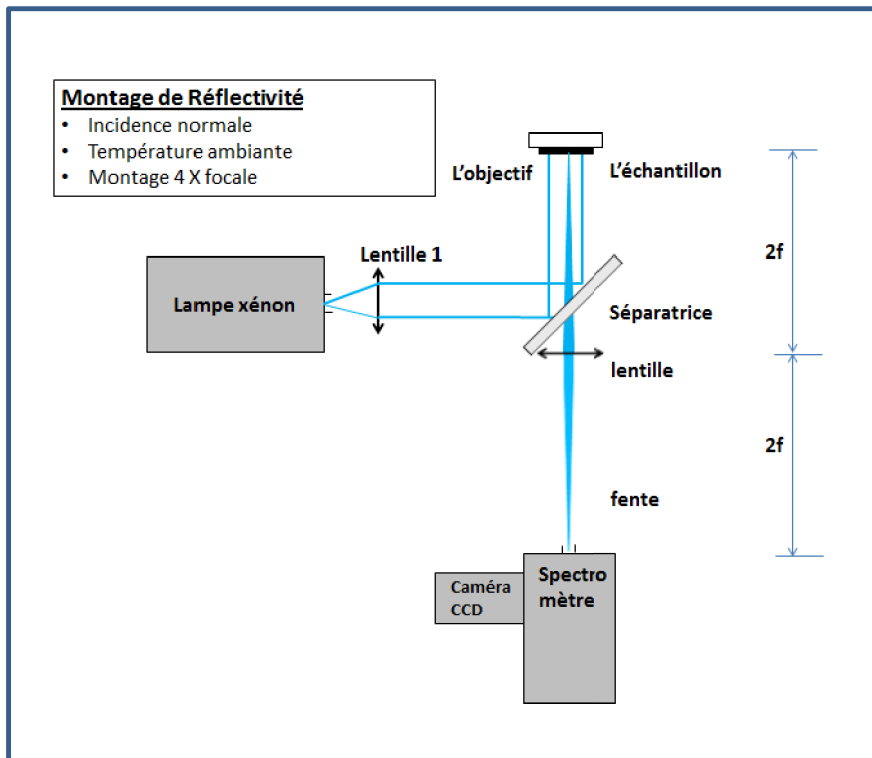 Montage de Réflectivité
• Incidence normale
• Température ambiante
• Montage 4 X focale
L'objectif
L'échantillon
Lentille 1
2f
Lampe xénon
Séparatrice
lentille
2f
fente
Spectro
mètre
Caméra
CCD